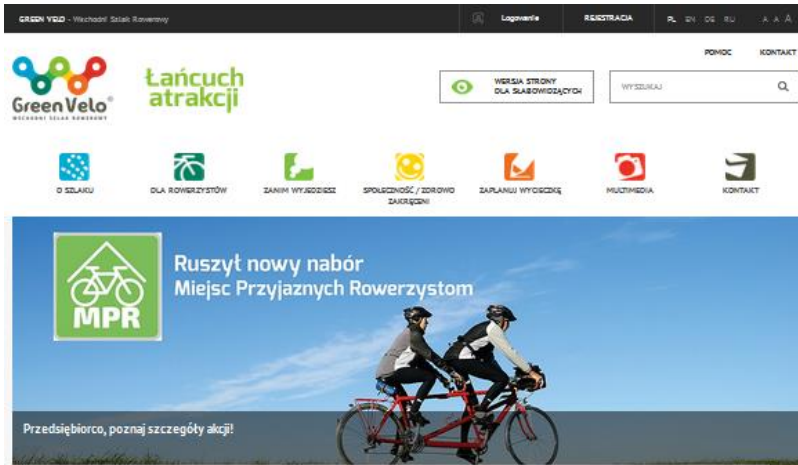 GREEN VELO - Wschodni Szlak Rowerowy
Logowanie
REJESTRACJA
PL EN DE RU
A A A
POMOC
KONTAKT
Green Velo®
WSCHODNI SZLAK ROWEROWY
Łańcuch
atrakcji
WERSJA STRONY
DLA SŁABOWIDZĄCYCH
WYSZUKAJ
O SZLAKU
DLA ROWERZYSTÓW
ZANIM WYJEDZIESZ
SPOŁECZNOŚĆ / ZDROWO
ZAKRĘCENI
ZAPLANUJ WYCIECZKĘ
MULTIMEDIA
KONTAKT
MPR
Ruszył nowy nabór
Miejsc Przyjaznych Rowerzystom
Przedsiębiorco, poznaj szczegóły akcji!